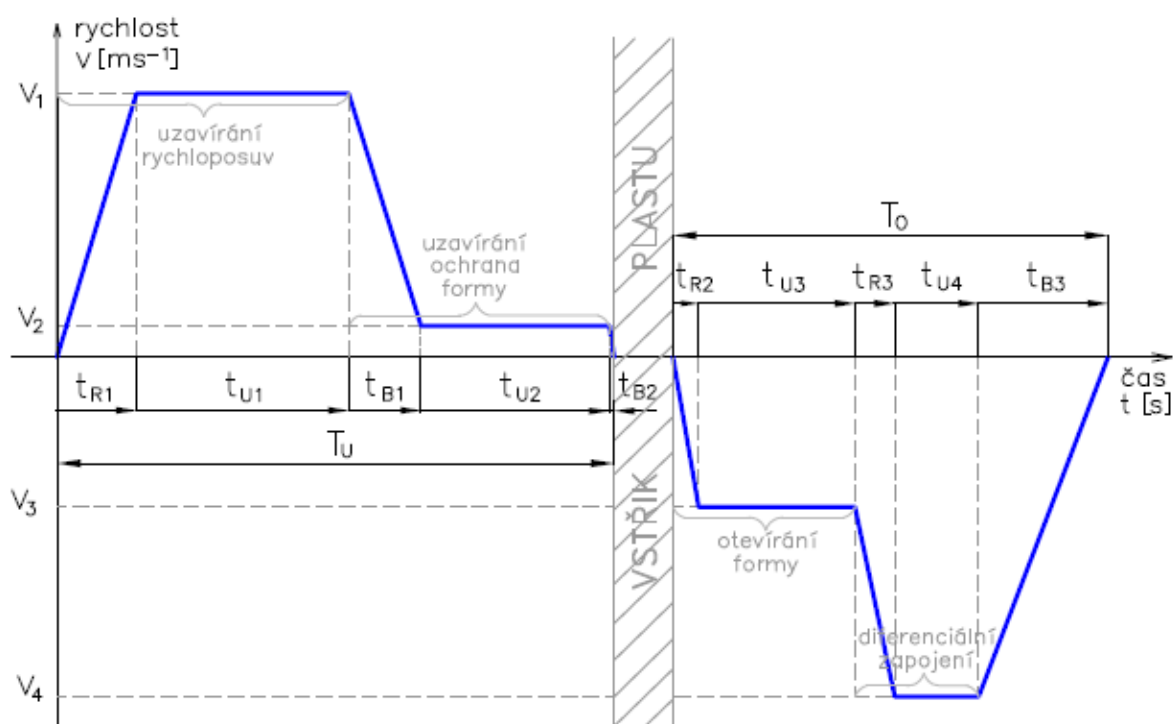 rychlost
v [ms⁻¹]
V₁
uzavírání
rychloposuv
uzavírání
ochrana
formy
V₂
VSTŘIK PLASTU
T₀
t_R2 t_U3 t_R3 t_U4 t_B3
čas
t [s]
t_R1 t_U1 t_B1 t_U2 t_B2
T_U
V₃
otevírání
formy
diferenciální
zapojení
V₄